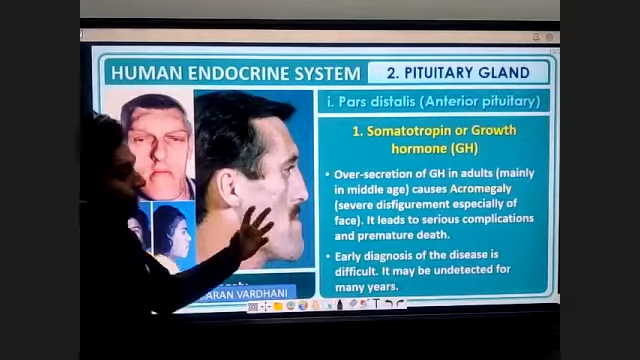 HUMAN ENDOCRINE SYSTEM
2. PITUITARY GLAND
i. Pars distalis (Anterior pituitary)
1. Somatotropin or Growth
hormone (GH)
• Over-secretion of GH in adults (mainly
in middle age) causes Acromegaly
(severe disfigurement especially of
face). It leads to serious complications
and premature death.
• Early diagnosis of the disease is
difficult. It may be undetected for
many years.
ARAN VARDHANI